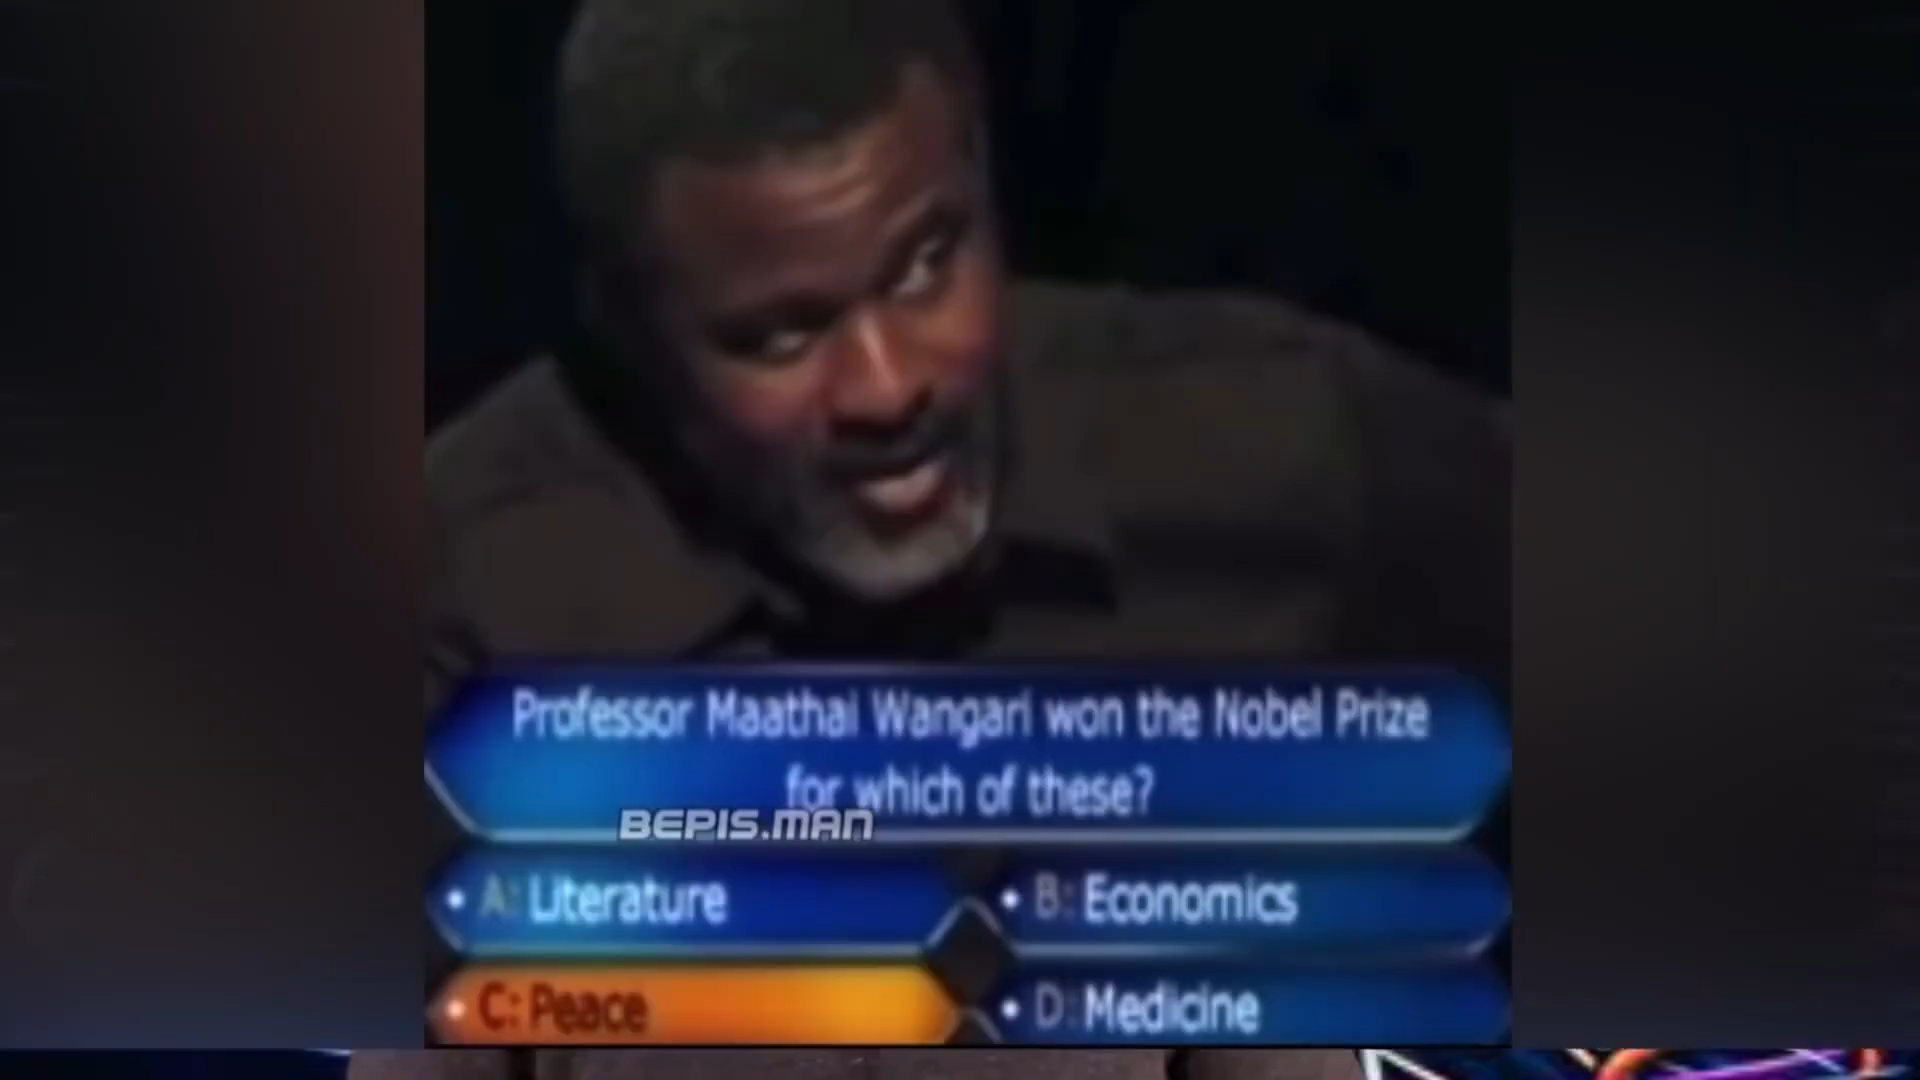 Professor Maathai Wangari won the Nobel Prize
for which of these?
BEPIS.MAN
A: Literature
B: Economics
C: Peace
D: Medicine